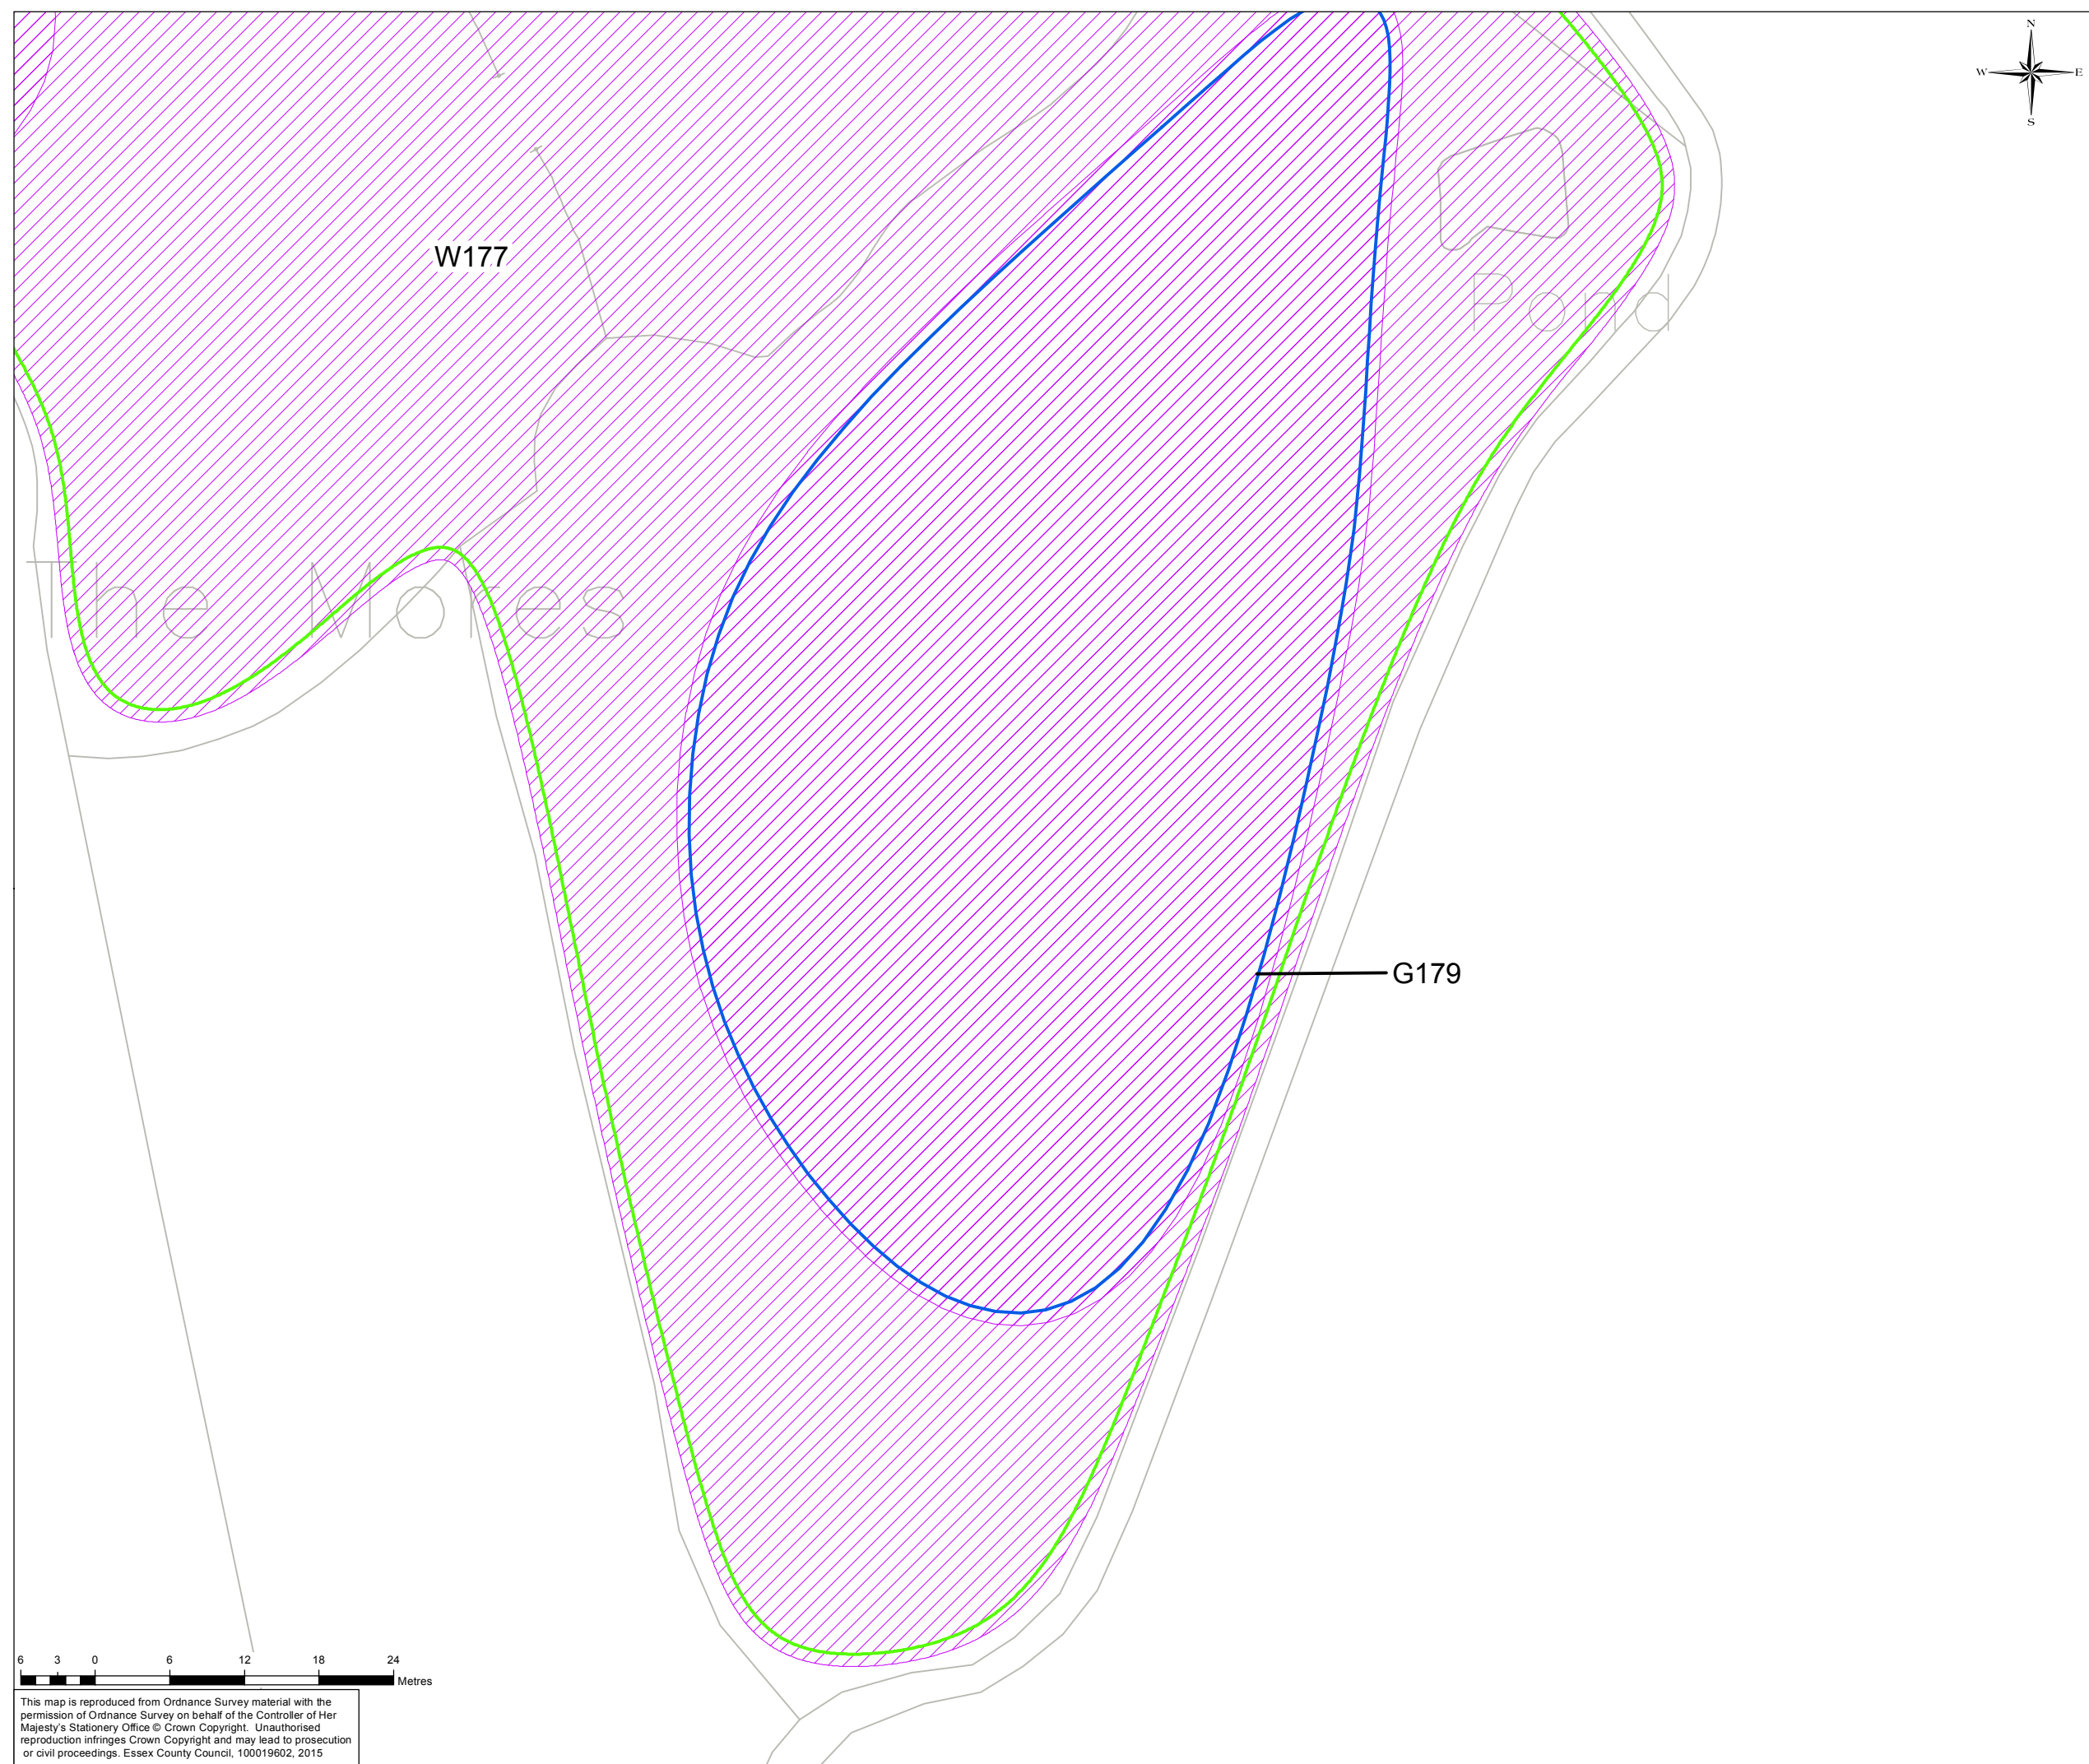 N
W E
S
W177
Pond
The Mores
G179
6 3 0 6 12 18 24
Metres
This map is reproduced from Ordnance Survey material with the
permission of Ordnance Survey on behalf of the Controller of Her
Majesty's Stationery Office © Crown Copyright. Unauthorised
reproduction infringes Crown Copyright and may lead to prosecution
or civil proceedings. Essex County Council, 100019602, 2015